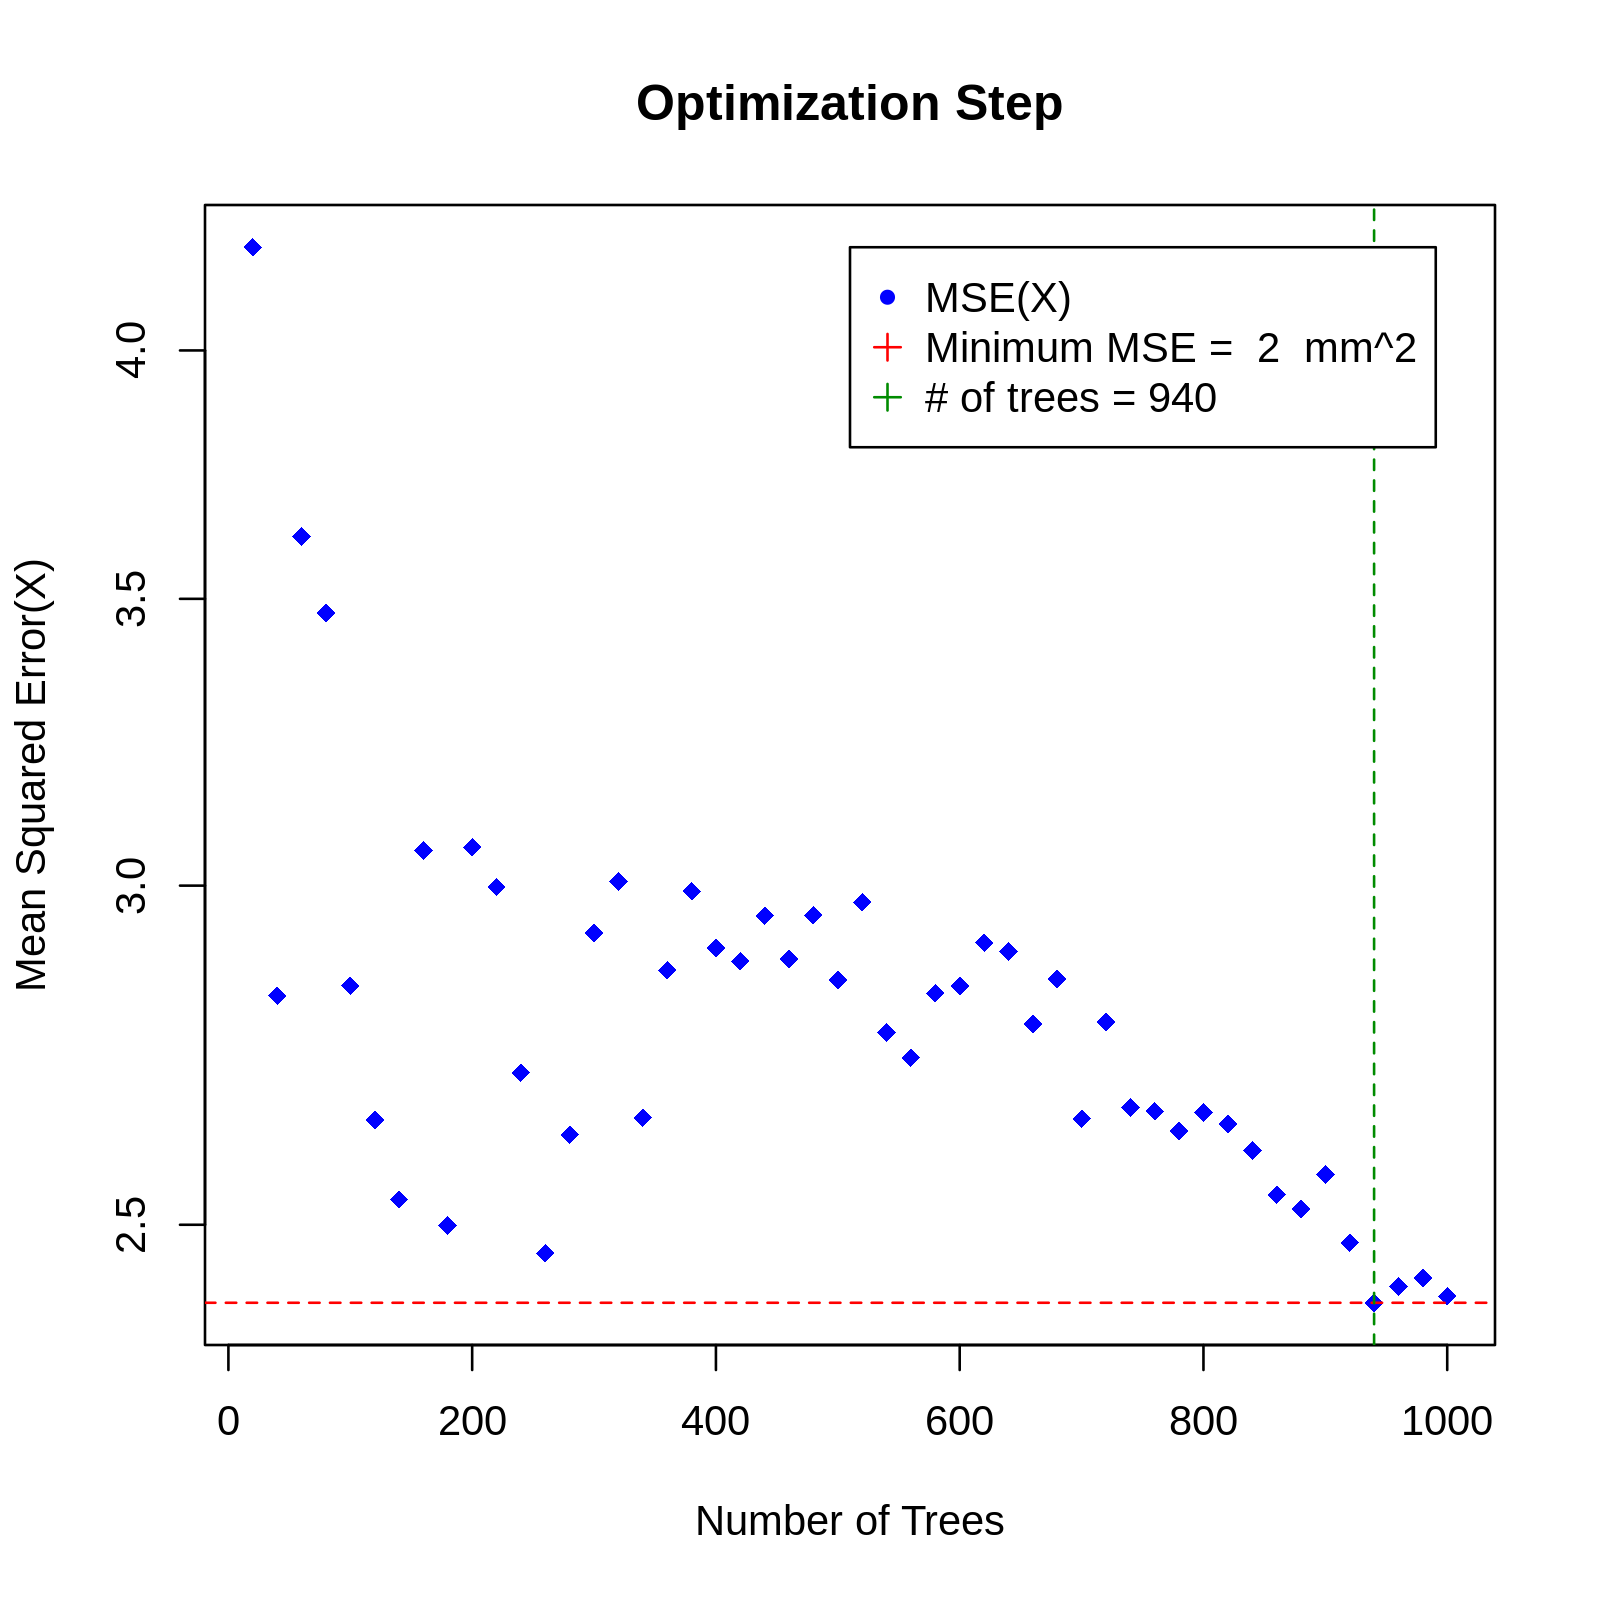 Optimization Step
MSE(X)
Minimum MSE =  2  mm^2
# of trees = 940
Mean Squared Error(X)
4.0
3.5
3.0
2.5
0 200 400 600 800 1000
Number of Trees